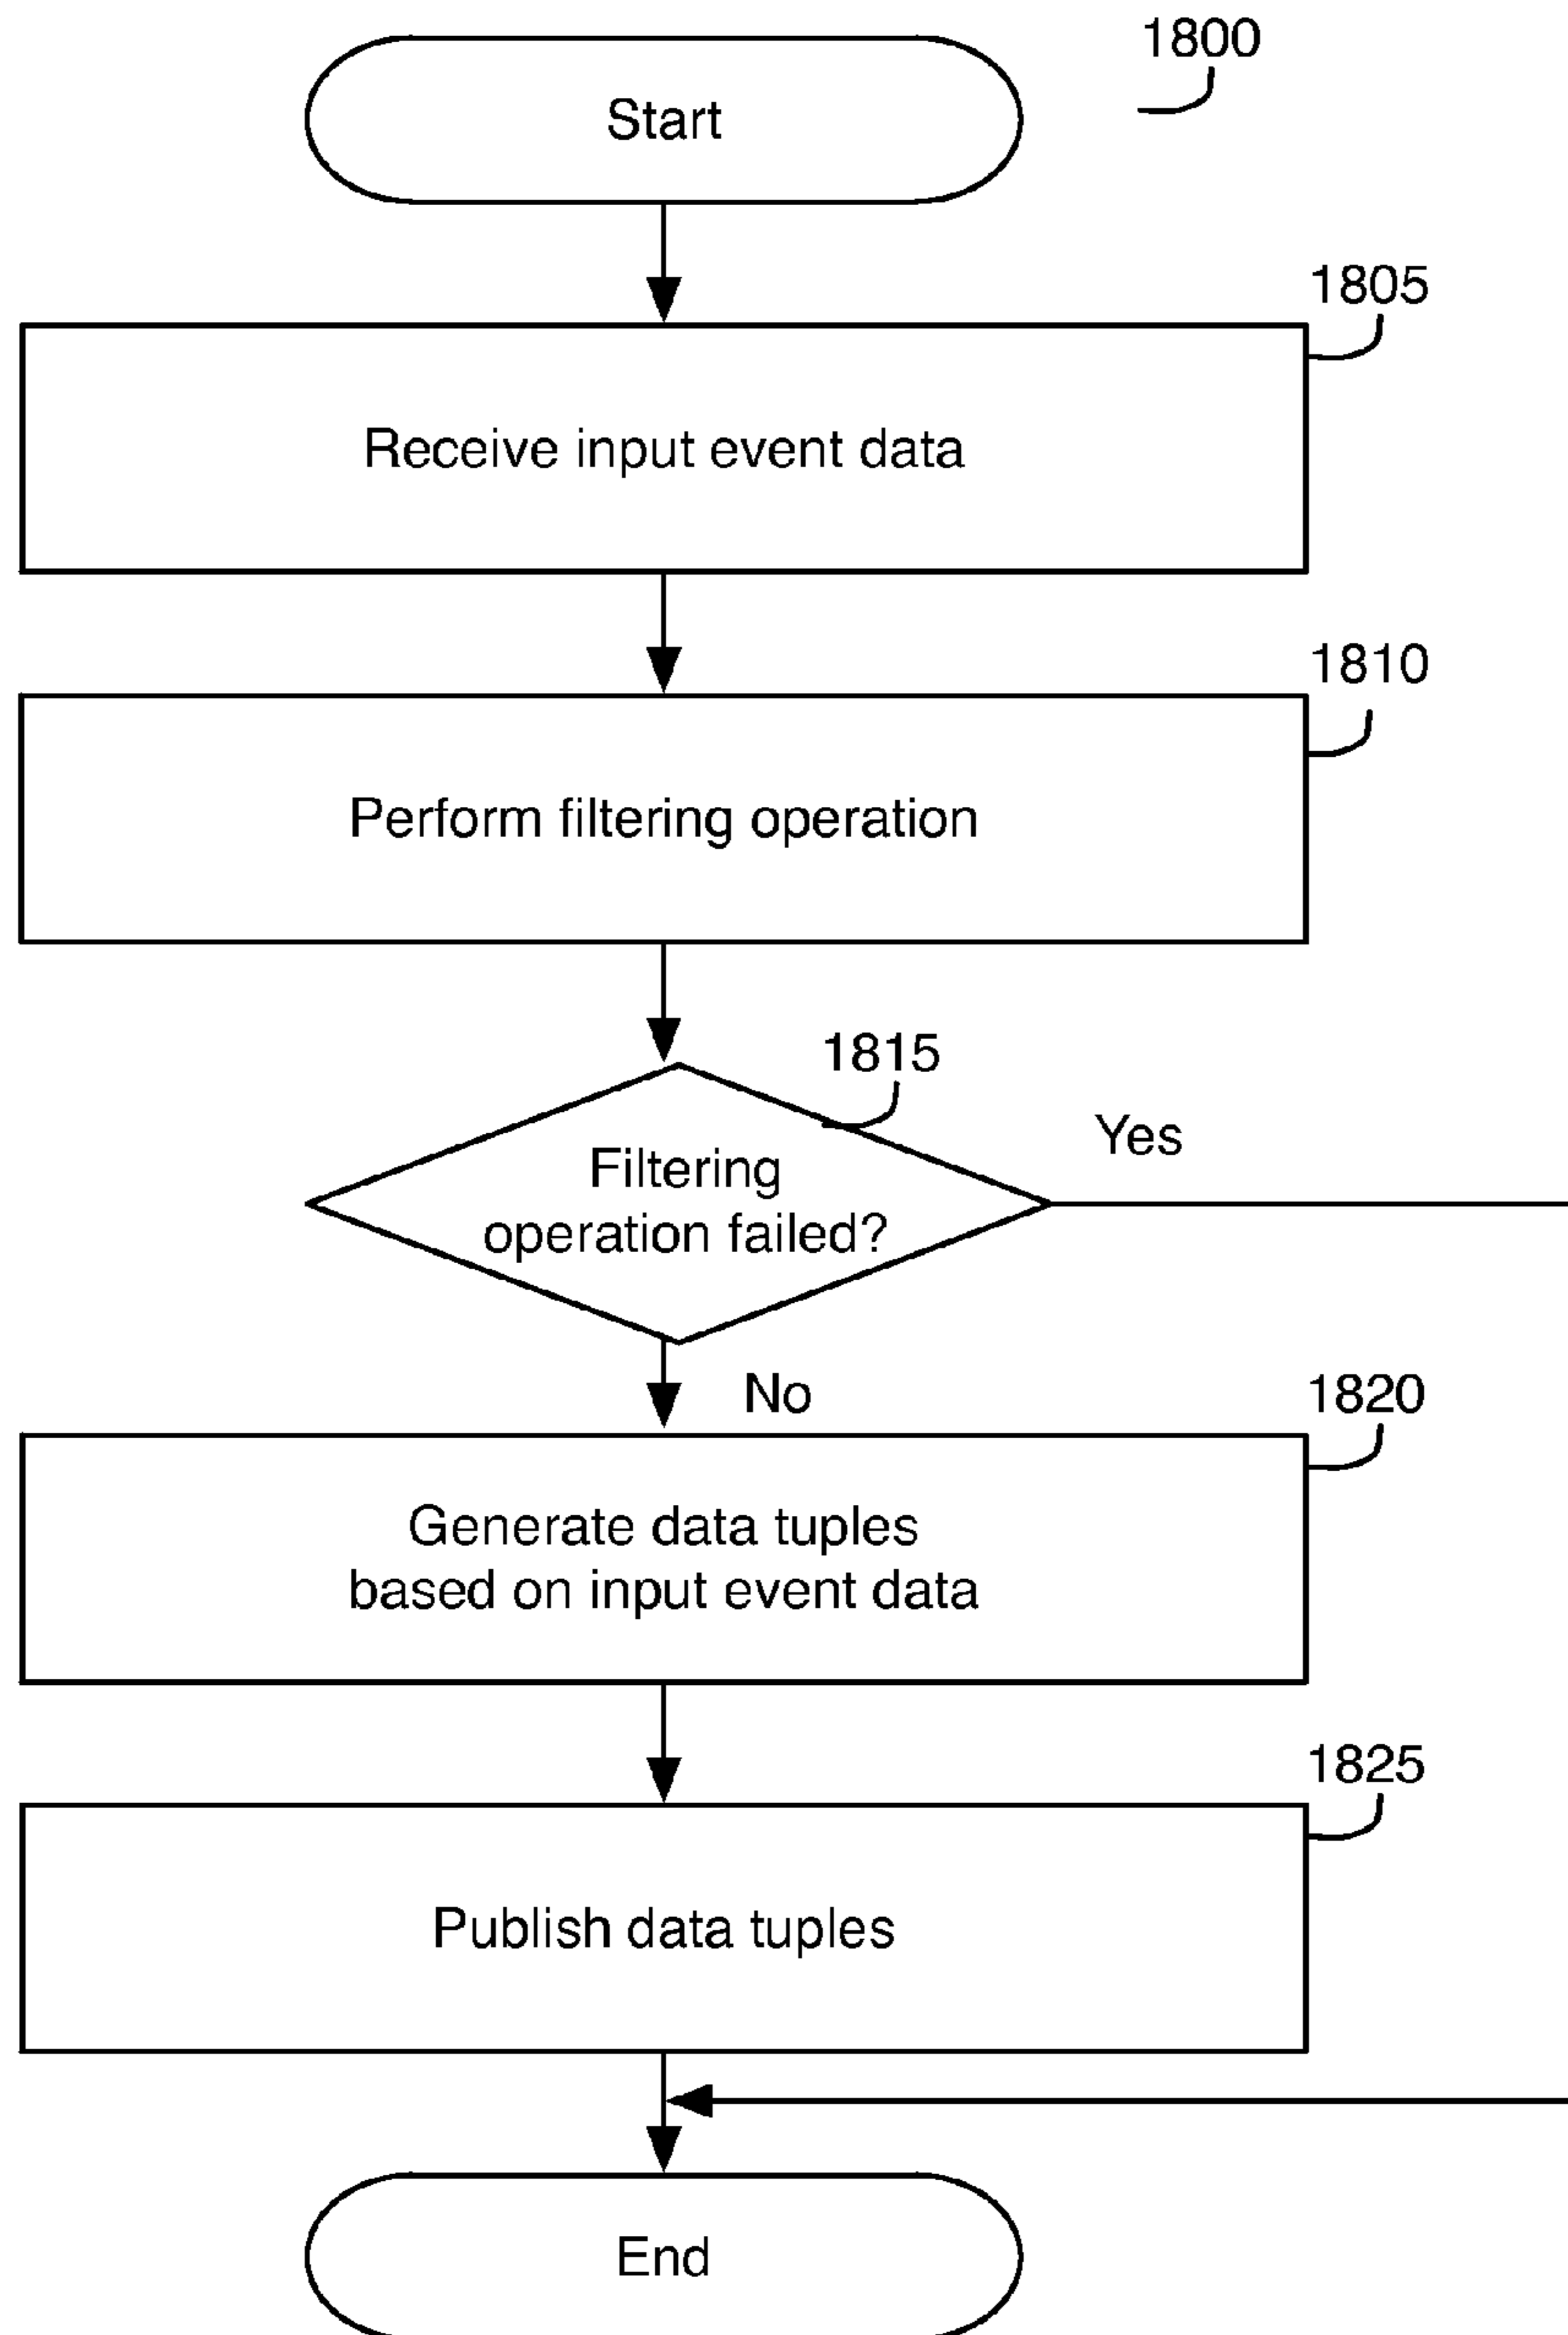 1800
Start
1805
Receive input event data
1810
Perform filtering operation
1815
Yes
Filtering
operation failed?
No
1820
Generate data tuples
based on input event data
1825
Publish data tuples
End